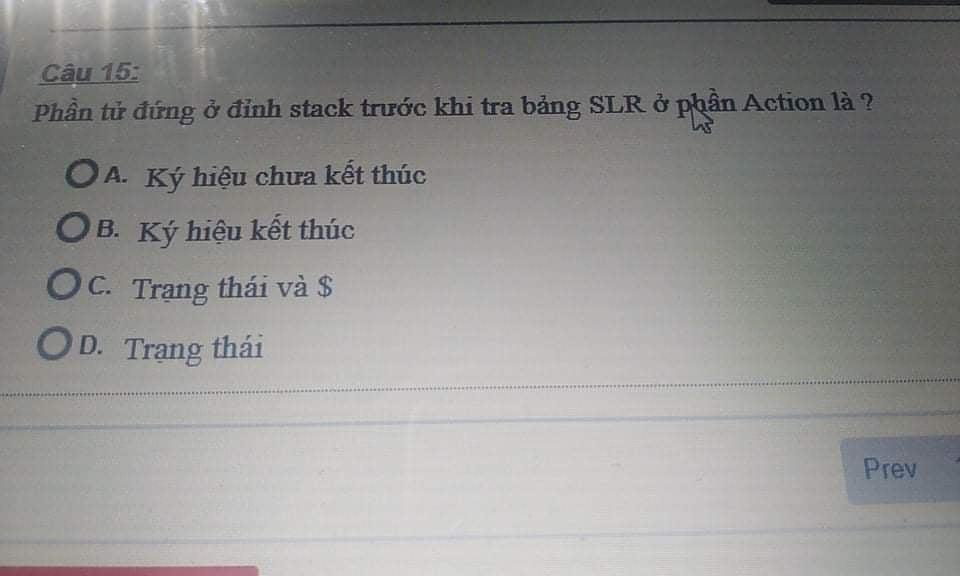 Câu 15:
Phần tử đứng ở đỉnh stack trước khi tra bảng SLR ở phần Action là ?
A. Ký hiệu chưa kết thúc
B. Ký hiệu kết thúc
C. Trạng thái và $
D. Trạng thái
Prev